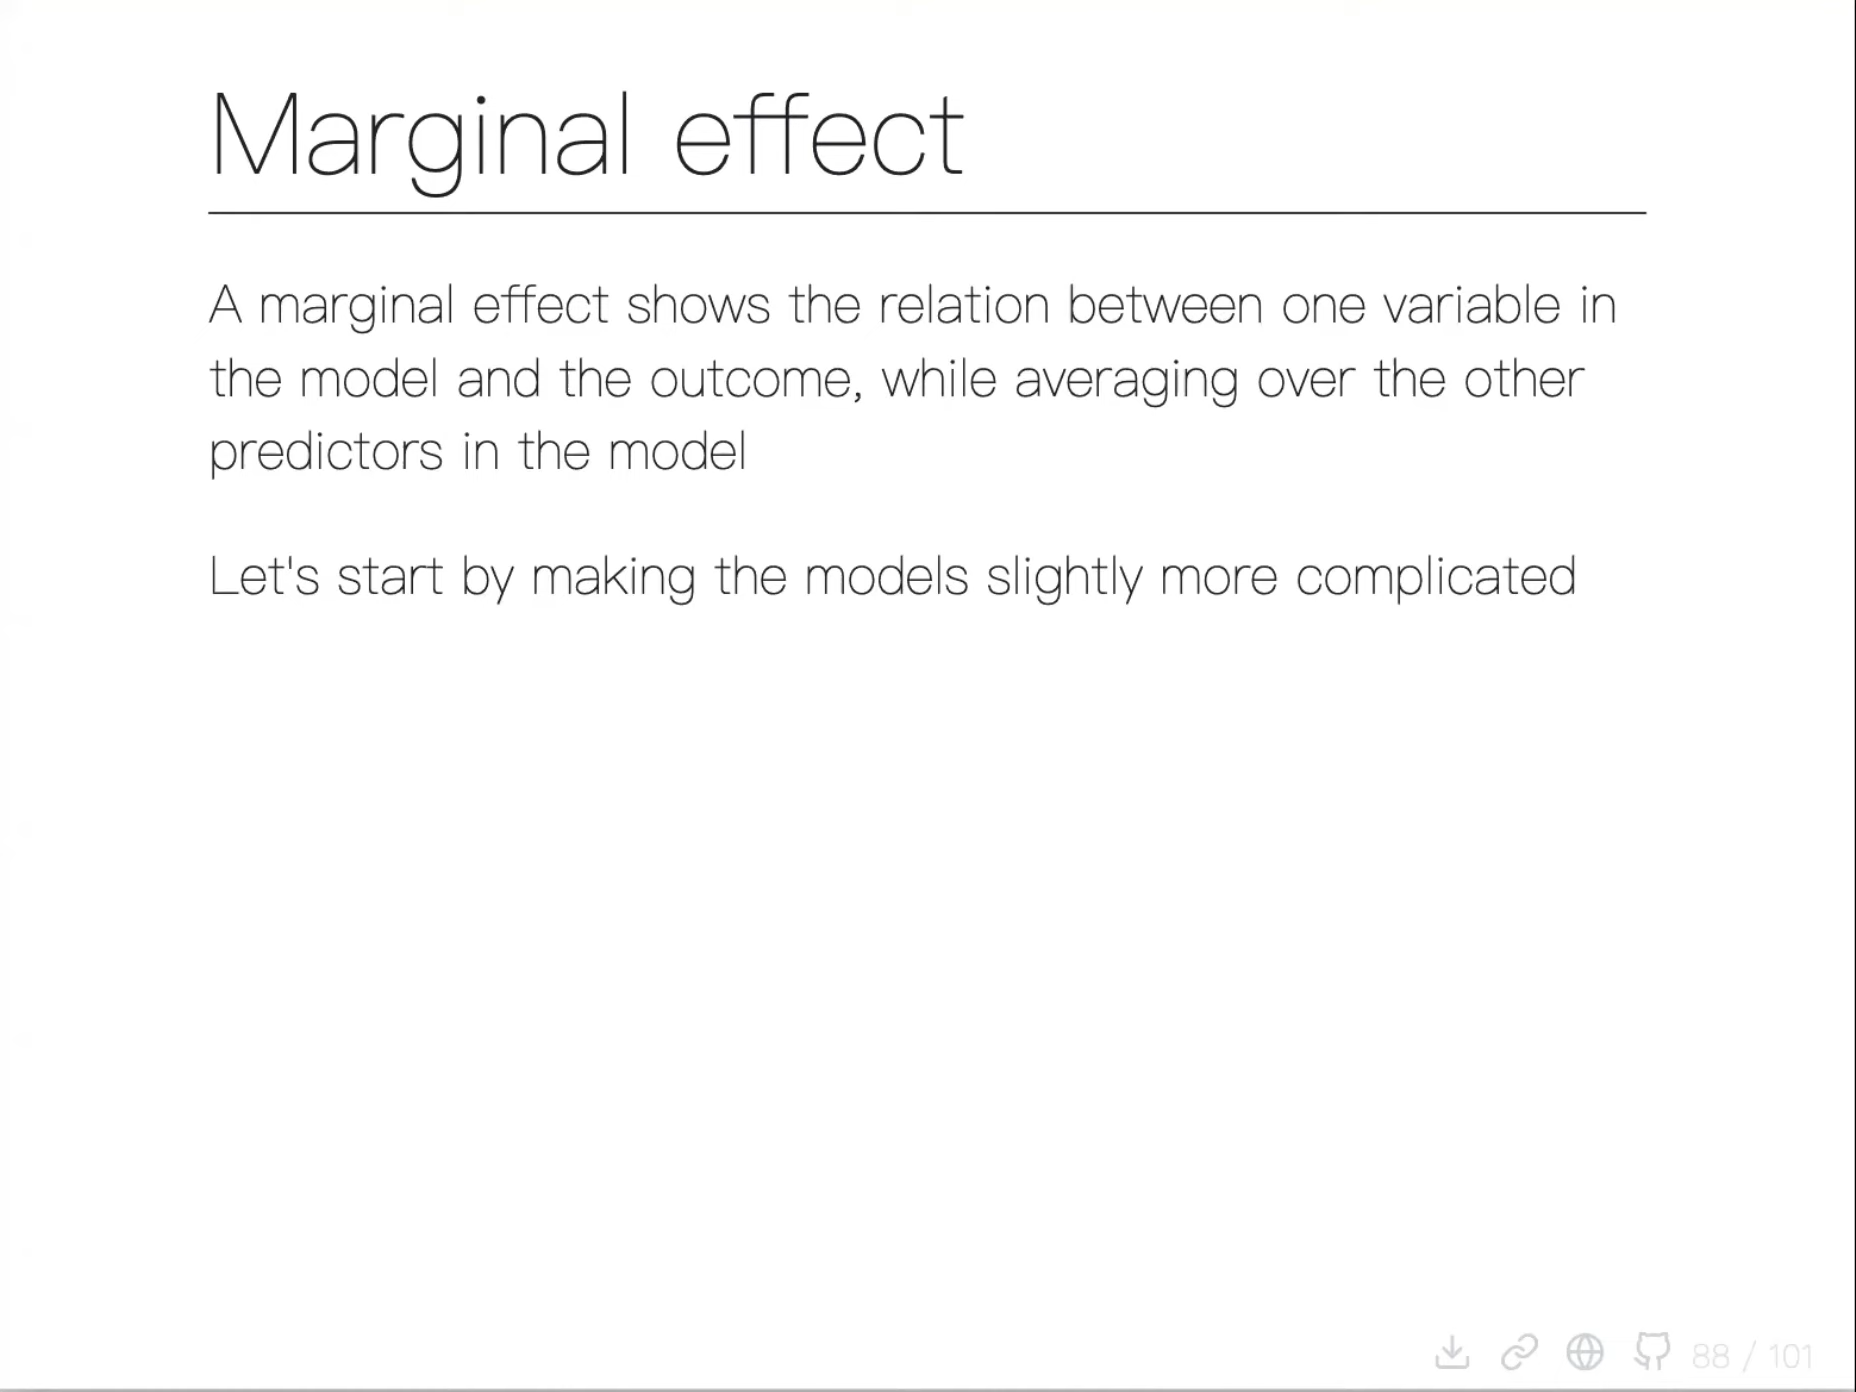 Marginal effect
A marginal effect shows the relation between one variable in
the model and the outcome, while averaging over the other
predictors in the model
Let's start by making the models slightly more complicated
88 / 101